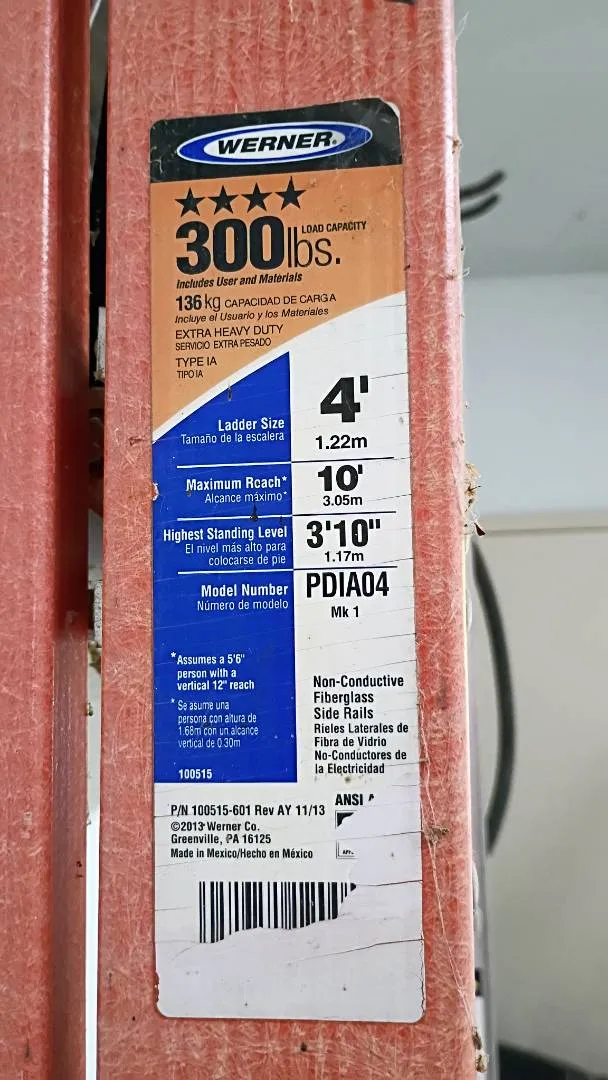 WERNER®
300 lbs. LOAD CAPACITY
Includes User and Materials
136 kg CAPACIDAD DE CARGA
Incluye el Usuario y los Materiales
EXTRA HEAVY DUTY
SERVICIO EXTRA PESADO
TYPE IA
TIPO IA
Ladder Size 4'
Tamaño de la escalera 1.22m
Maximum Reach* 10'
Alcance máximo* 3.05m
Highest Standing Level 3'10"
El nivel más alto para 1.17m
colocarse de pie
Model Number PDIA04
Número de modelo Mk 1
*Assumes a 5'6"
person with a
vertical 12" reach
* Se asume una
persona con altura de
1.68m con un alcance
vertical de 0.30m
100515
Non-Conductive
Fiberglass
Side Rails
Rieles Laterales de
Fibra de Vidrio
No-Conductores de
la Electricidad
P/N 100515-601 Rev AY 11/13
©2013 Werner Co.
Greenville, PA 16125
Made in Mexico/Hecho en México
ANSI